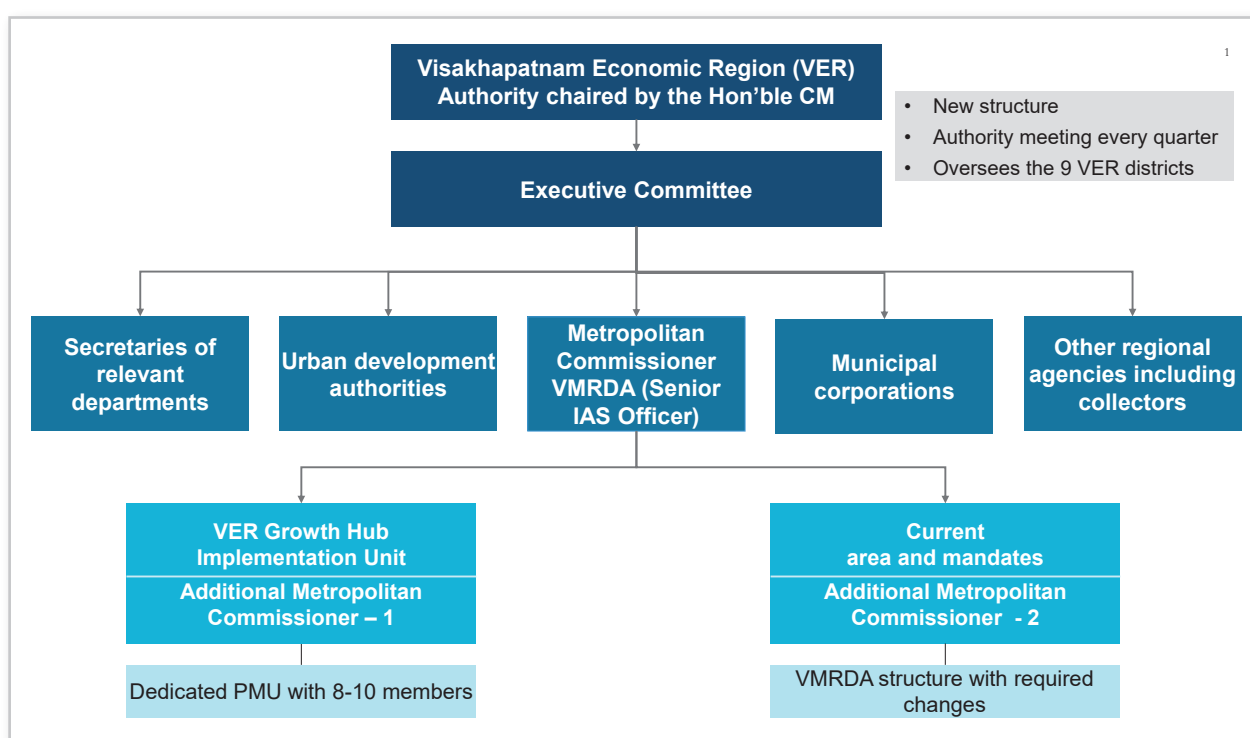 1
Visakhapatnam Economic Region (VER)
Authority chaired by the Hon’ble CM
• New structure
• Authority meeting every quarter
• Oversees the 9 VER districts
Executive Committee
Secretaries of
relevant
departments
Urban development
authorities
Metropolitan
Commissioner
VMRDA (Senior
IAS Officer)
Municipal
corporations
Other regional
agencies including
collectors
VER Growth Hub
Implementation Unit
Additional Metropolitan
Commissioner – 1
Dedicated PMU with 8-10 members
Current
area and mandates
Additional Metropolitan
Commissioner - 2
VMRDA structure with required
changes